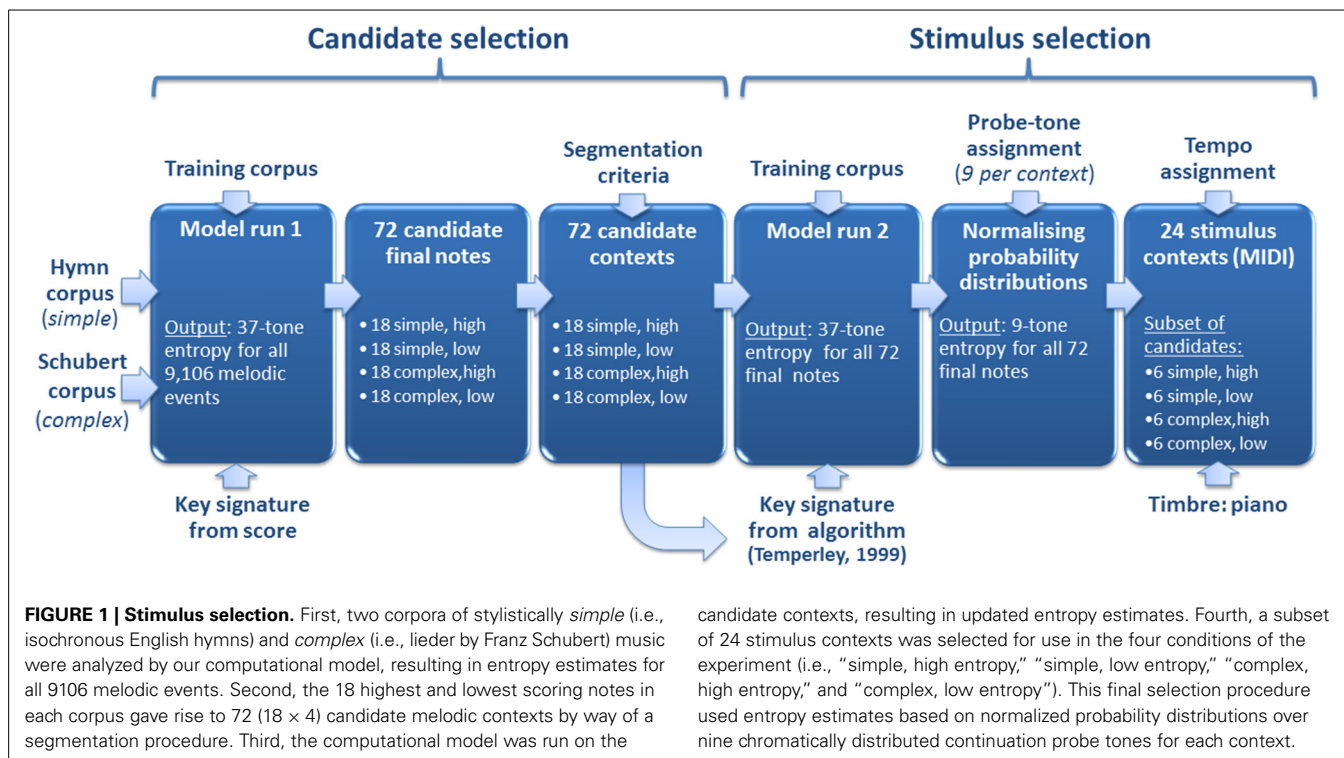 Candidate selection
Stimulus selection
Training corpus
Segmentation
criteria
Training corpus
Probe-tone
assignment
(9 per context)
Tempo
assignment
Hymn
corpus
(simple)
Schubert
corpus
(complex)
Model run 1
Output: 37-tone
entropy for all
9,106 melodic
events
72 candidate
final notes
• 18 simple, high
• 18 simple, low
• 18 complex,high
• 18 complex, low
72 candidate
contexts
• 18 simple, high
• 18 simple, low
• 18 complex,high
• 18 complex, low
Model run 2
Output: 37-tone
entropy for all 72
final notes
Normalising
probability
distributions
Output: 9-tone
entropy for all 72
final notes
24 stimulus
contexts (MIDI)
Subset of
candidates:
•6 simple, high
•6 simple, low
•6 complex,high
•6 complex, low
Key signature
from score
Key signature
from algorithm
(Temperley, 1999)
Timbre: piano
FIGURE 1 | Stimulus selection. First, two corpora of stylistically simple (i.e.,
isochronous English hymns) and complex (i.e., lieder by Franz Schubert) music
were analyzed by our computational model, resulting in entropy estimates for
all 9106 melodic events. Second, the 18 highest and lowest scoring notes in
each corpus gave rise to 72 (18 × 4) candidate melodic contexts by way of a
segmentation procedure. Third, the computational model was run on the
candidate contexts, resulting in updated entropy estimates. Fourth, a subset
of 24 stimulus contexts was selected for use in the four conditions of the
experiment (i.e., “simple, high entropy,” “simple, low entropy,” “complex,
high entropy,” and “complex, low entropy”). This final selection procedure
used entropy estimates based on normalized probability distributions over
nine chromatically distributed continuation probe tones for each context.